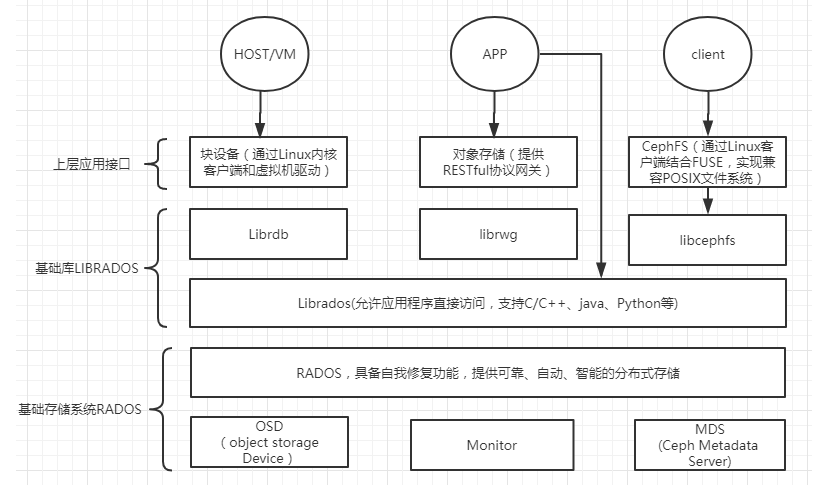 HOST/VM
APP
client
上层应用接口
块设备（通过Linux内核
客户端和虚拟机驱动）
对象存储（提供
RESTful协议网关）
CephFS（通过Linux客
户端结合FUSE，实现兼
容POSIX文件系统）
基础库LIBRADOS
Librdb
librwg
libcephfs
Librados(允许应用程序直接访问，支持C/C++、java、Python等)
基础存储系统RADOS
RADOS，具备自我修复功能，提供可靠、自动、智能的分布式存储
OSD
（object storage
Device）
Monitor
MDS
(Ceph Metadata
Server)